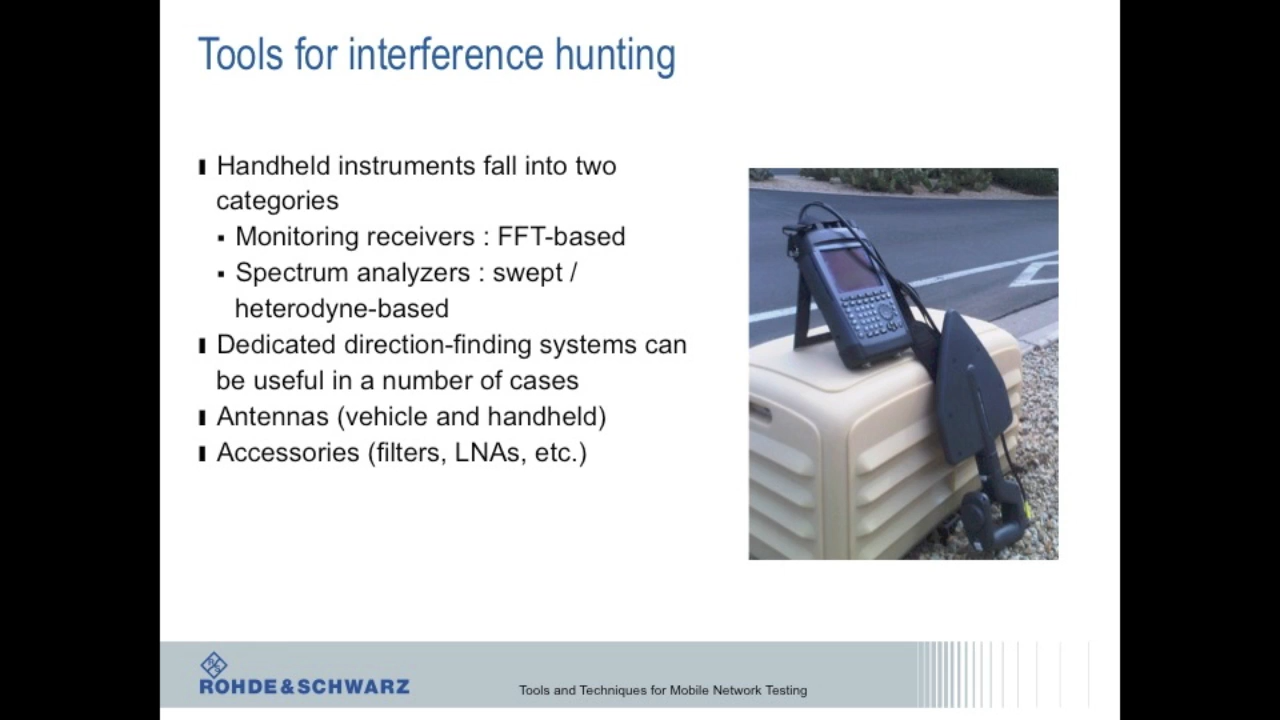 Tools for interference hunting
Handheld instruments fall into two
categories
Monitoring receivers : FFT-based
Spectrum analyzers : swept /
heterodyne-based
Dedicated direction-finding systems can
be useful in a number of cases
Antennas (vehicle and handheld)
Accessories (filters, LNAs, etc.)
R&S
ROHDE&SCHWARZ
Tools and Techniques for Mobile Network Testing